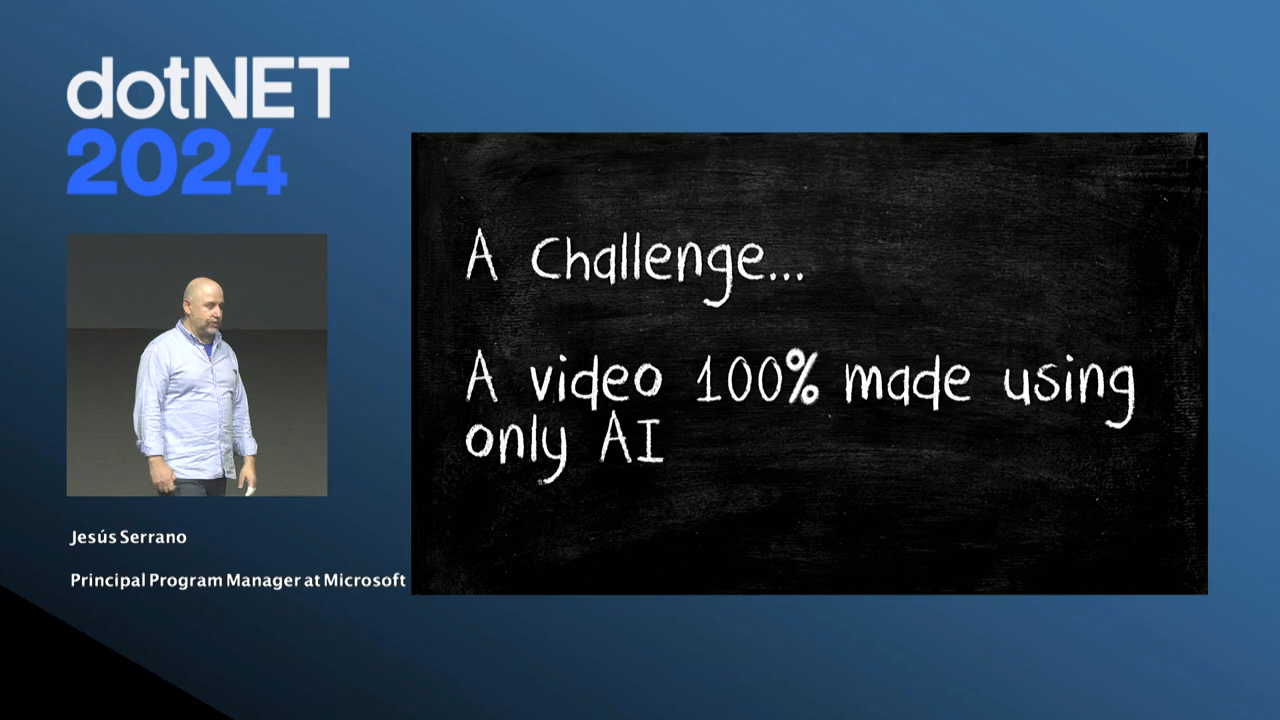 dotNET
2024
Jesús Serrano
Principal Program Manager at Microsoft
A Challenge...
A video 100% made using
only AI